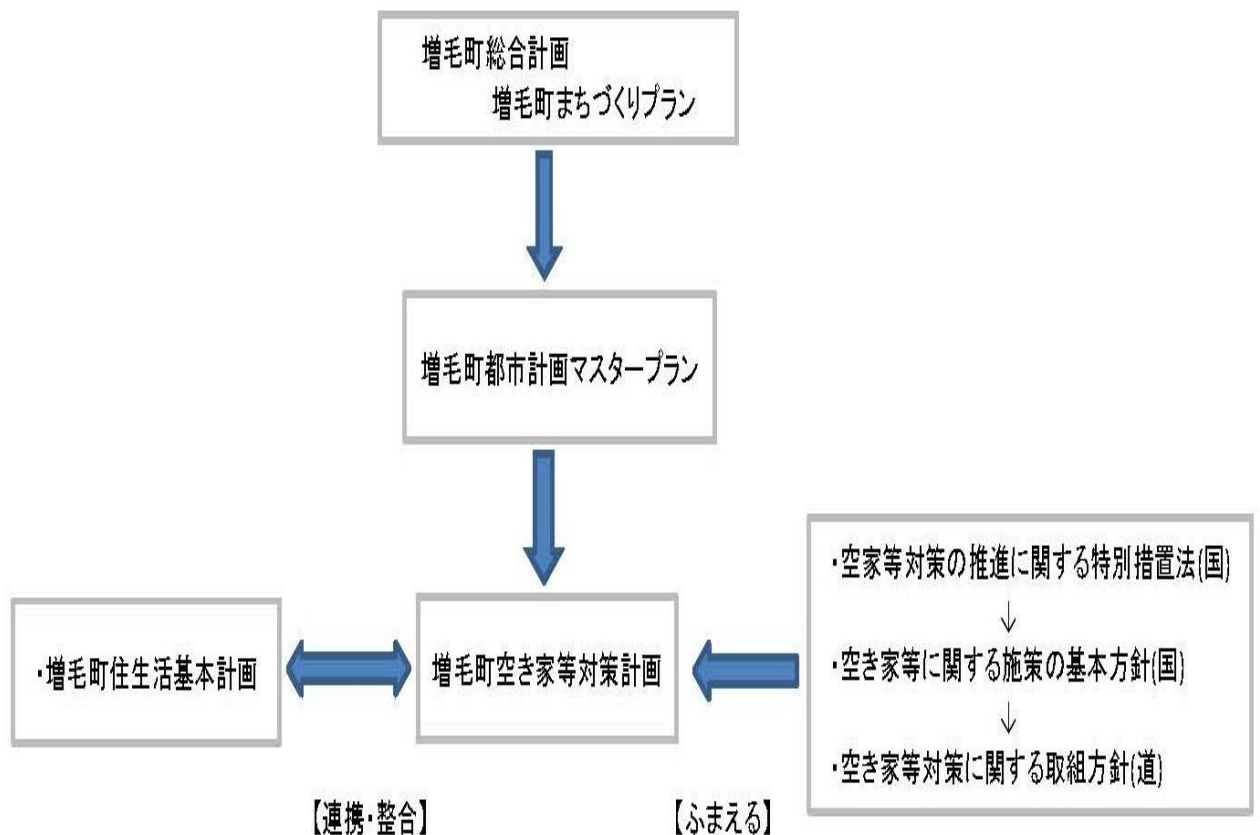 増毛町総合計画
増毛町まちづくりプラン
増毛町都市計画マスタープラン
・増毛町住生活基本計画
増毛町空き家等対策計画
・空家等対策の推進に関する特別措置法(国)
↓
・空き家等に関する施策の基本方針(国)
↓
・空き家等対策に関する取組方針(道)
【連携・整合】
【ふまえる】